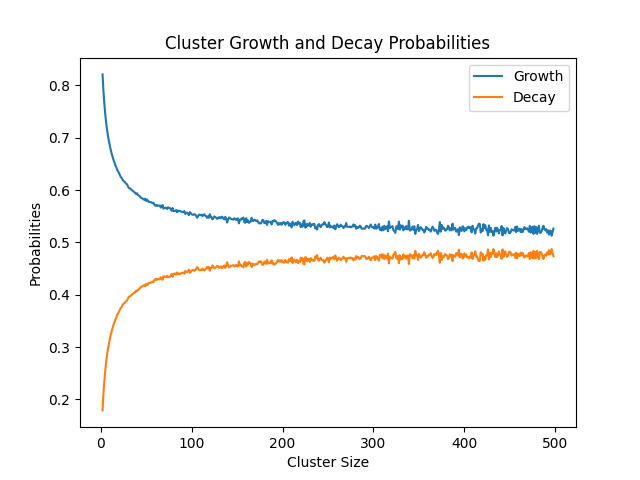 Cluster Growth and Decay Probabilities
Growth
Decay
Probabilities
0.8
0.7
0.6
0.5
0.4
0.3
0.2
0
100
200
300
400
500
Cluster Size